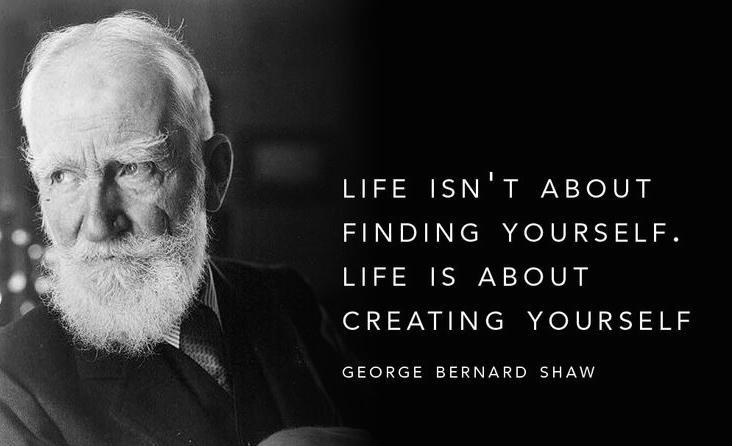 LIFE ISN'T ABOUT
FINDING YOURSELF.
LIFE IS ABOUT
CREATING YOURSELF
GEORGE BERNARD SHAW